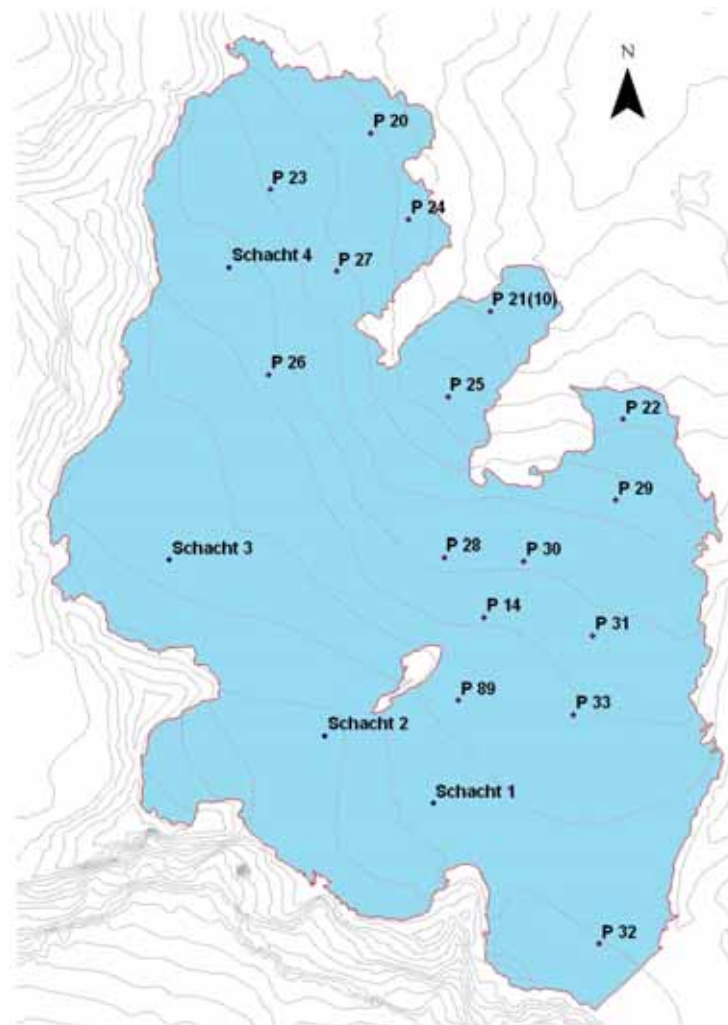 N
P 20
P 23
P 24
Schacht 4
P 27
P 21(10)
P 26
P 25
P 22
P 29
Schacht 3
P 28
P 30
P 14
P 31
P 89
P 33
Schacht 2
Schacht 1
P 32